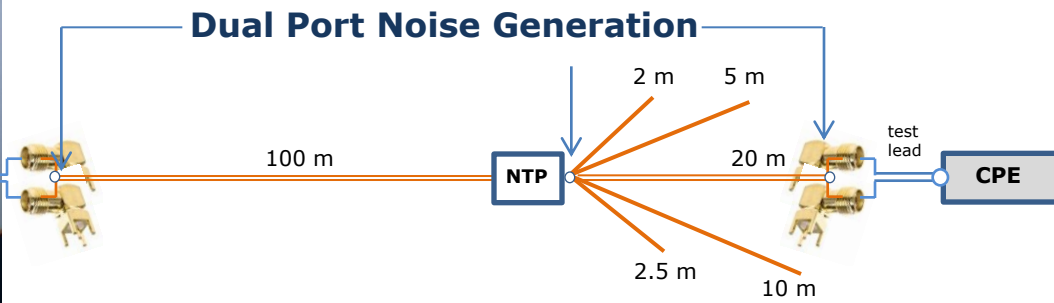 Dual Port Noise Generation
2 m
5 m
test
lead
100 m
NTP
20 m
CPE
2.5 m
10 m